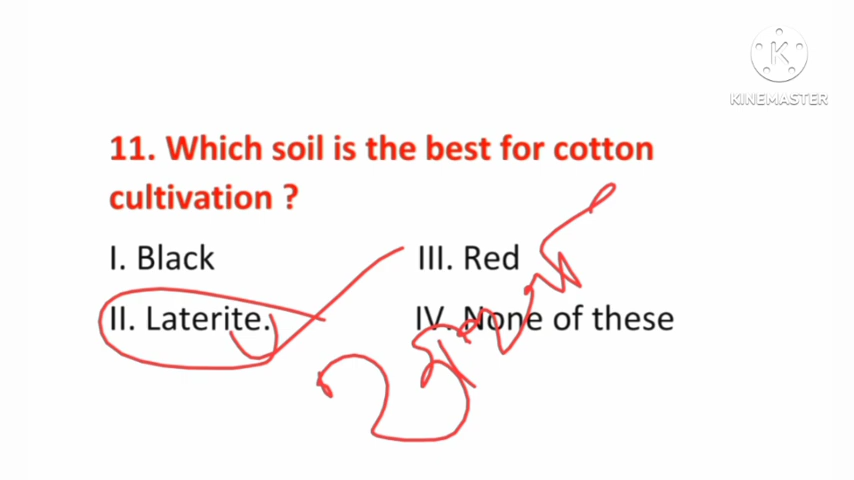 KINEMASTER
11. Which soil is the best for cotton
cultivation ?
I. Black III. Red
II. Laterite. IV. None of these